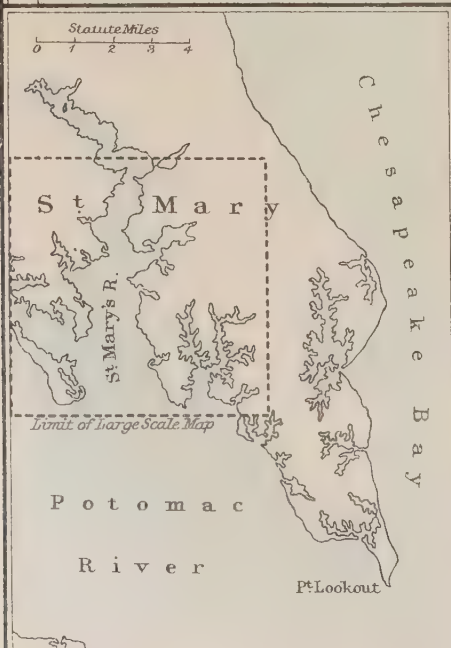 Statute Miles
0 1 2 3 4
St. Mary
St. Mary's R.
Chesapeake Bay
Limit of Large Scale Map
Potomac
River
Pt. Lookout